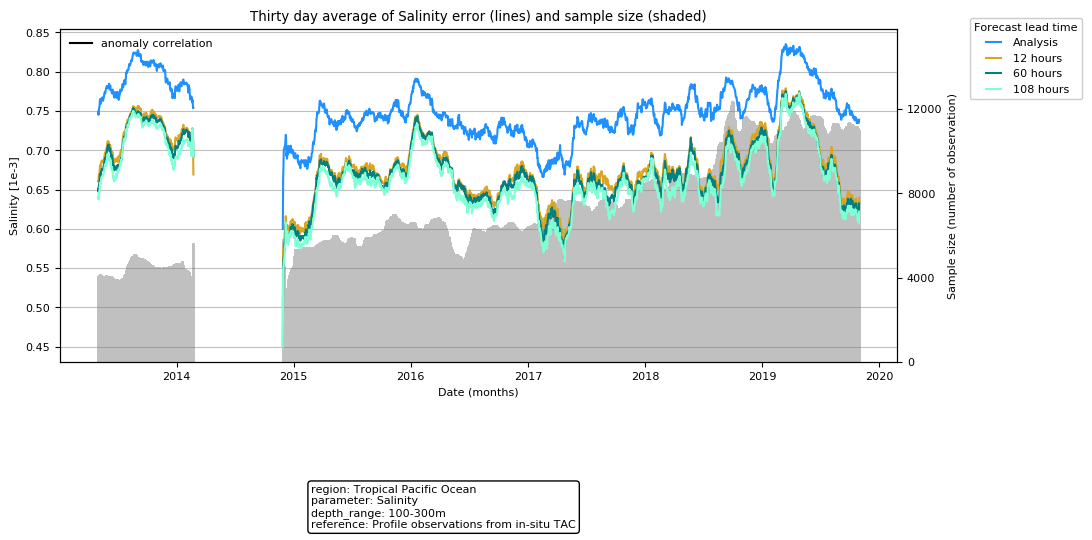 Thirty day average of Salinity error (lines) and sample size (shaded)
Forecast lead time
Analysis
12 hours
60 hours
108 hours
anomaly correlation
0.85
0.80
0.75
0.70
0.65
0.60
0.55
0.50
0.45
Salinity [1e-3]
12000
8000
4000
0
Sample size (number of observation)
2014 2015 2016 2017 2018 2019 2020
Date (months)
region: Tropical Pacific Ocean
parameter: Salinity
depth_range: 100-300m
reference: Profile observations from in-situ TAC